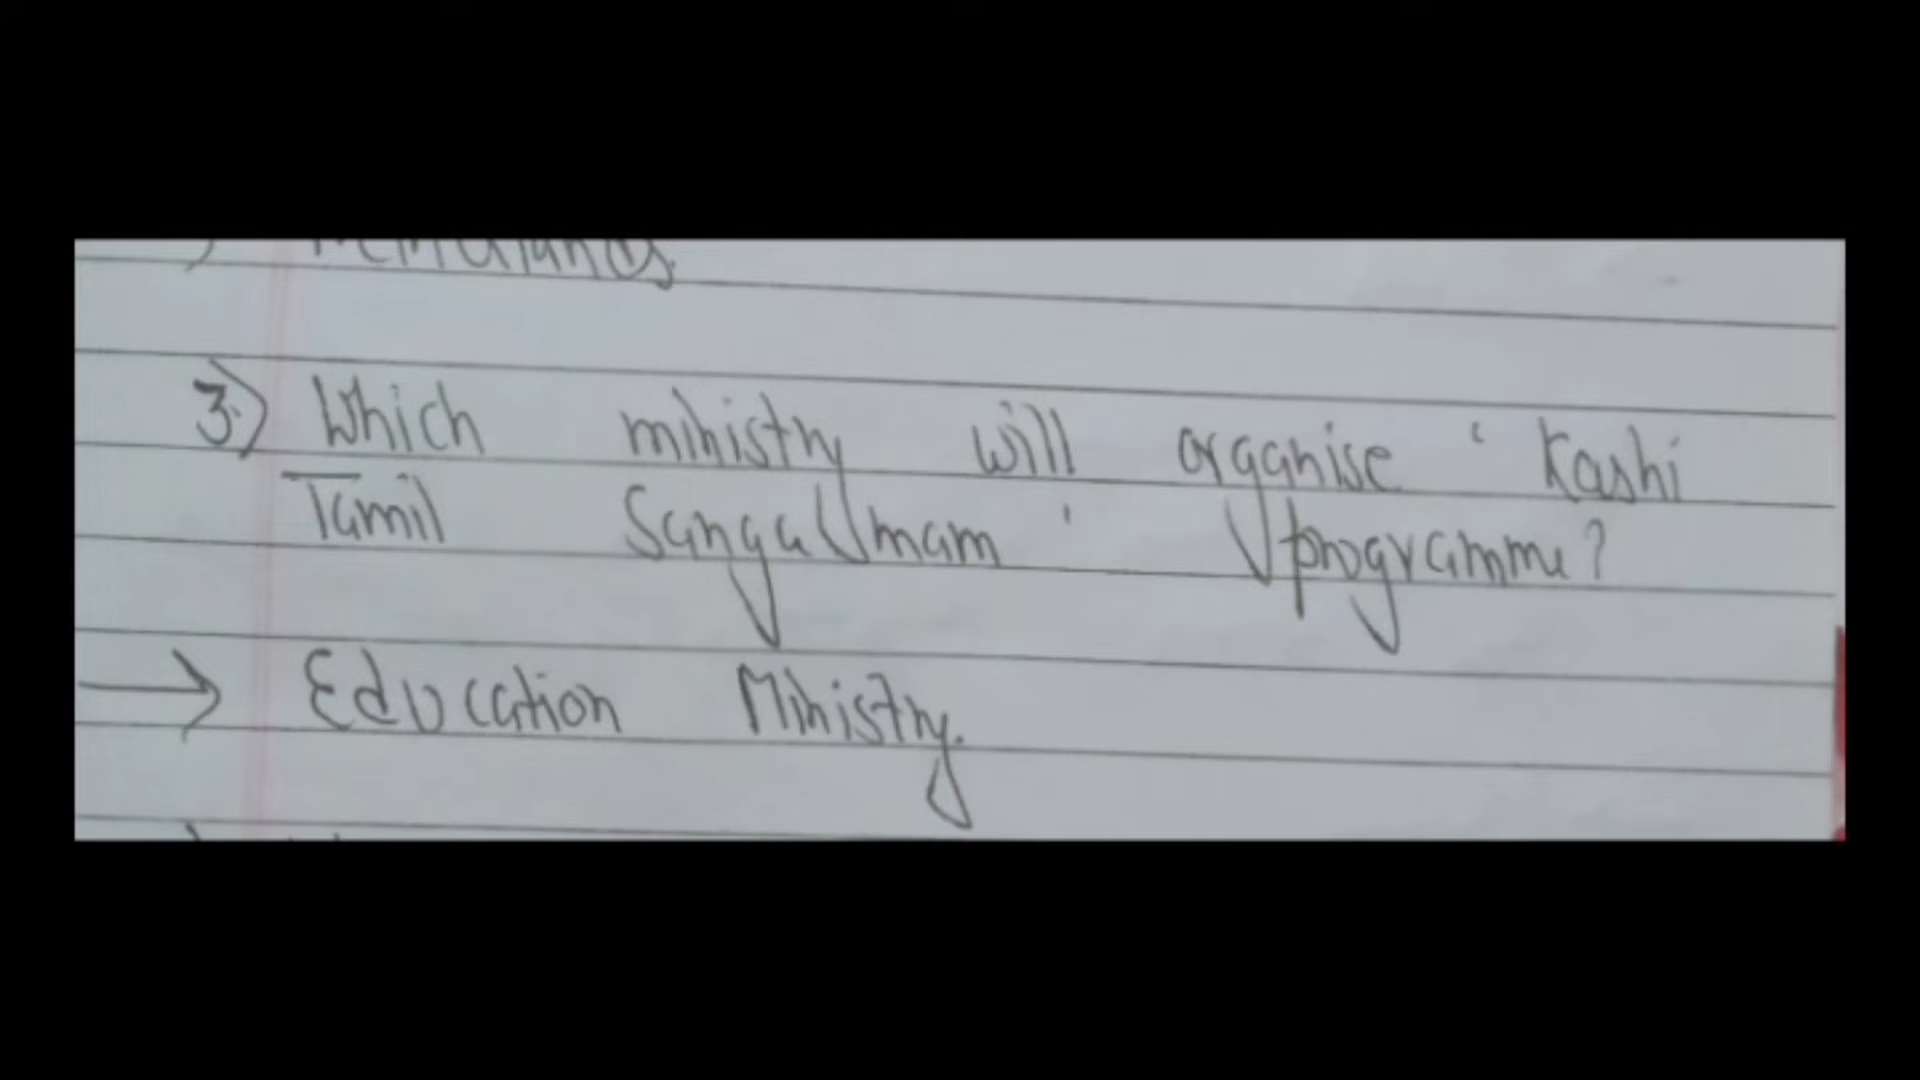 3.) Which ministry will organise ' Kashi
Tamil Sangamam ' programme?
→ Education Ministry.